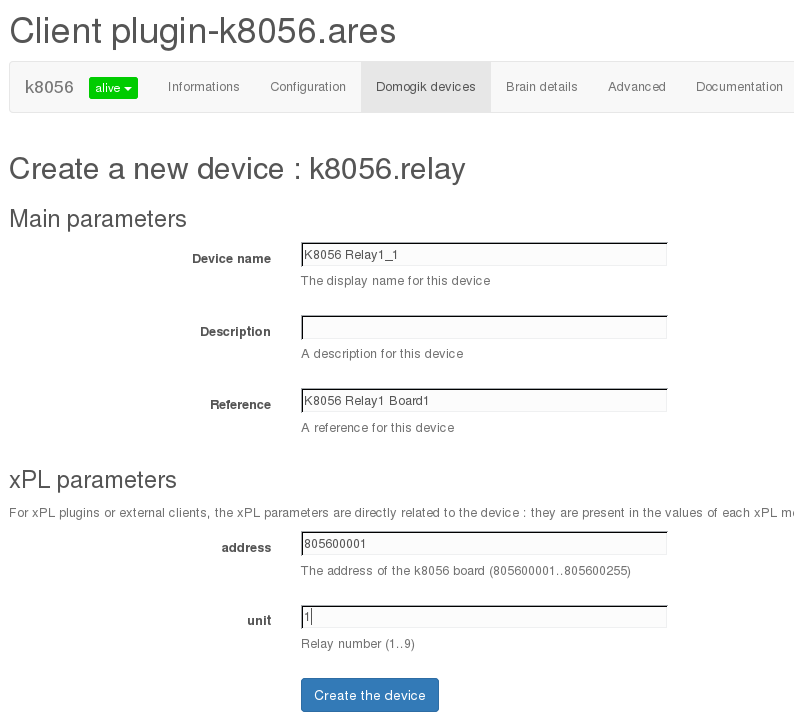 Client plugin-k8056.ares
k8056 alive Informations Configuration Domogik devices Brain details Advanced Documentation
Create a new device : k8056.relay
Main parameters
Device name K8056 Relay1_1
The display name for this device
Description
A description for this device
Reference K8056 Relay1 Board1
A reference for this device
xPL parameters
For xPL plugins or external clients, the xPL parameters are directly related to the device : they are present in the values of each xPL
address 805600001
The address of the k8056 board (805600001..805600255)
unit 1
Relay number (1..9)
Create the device